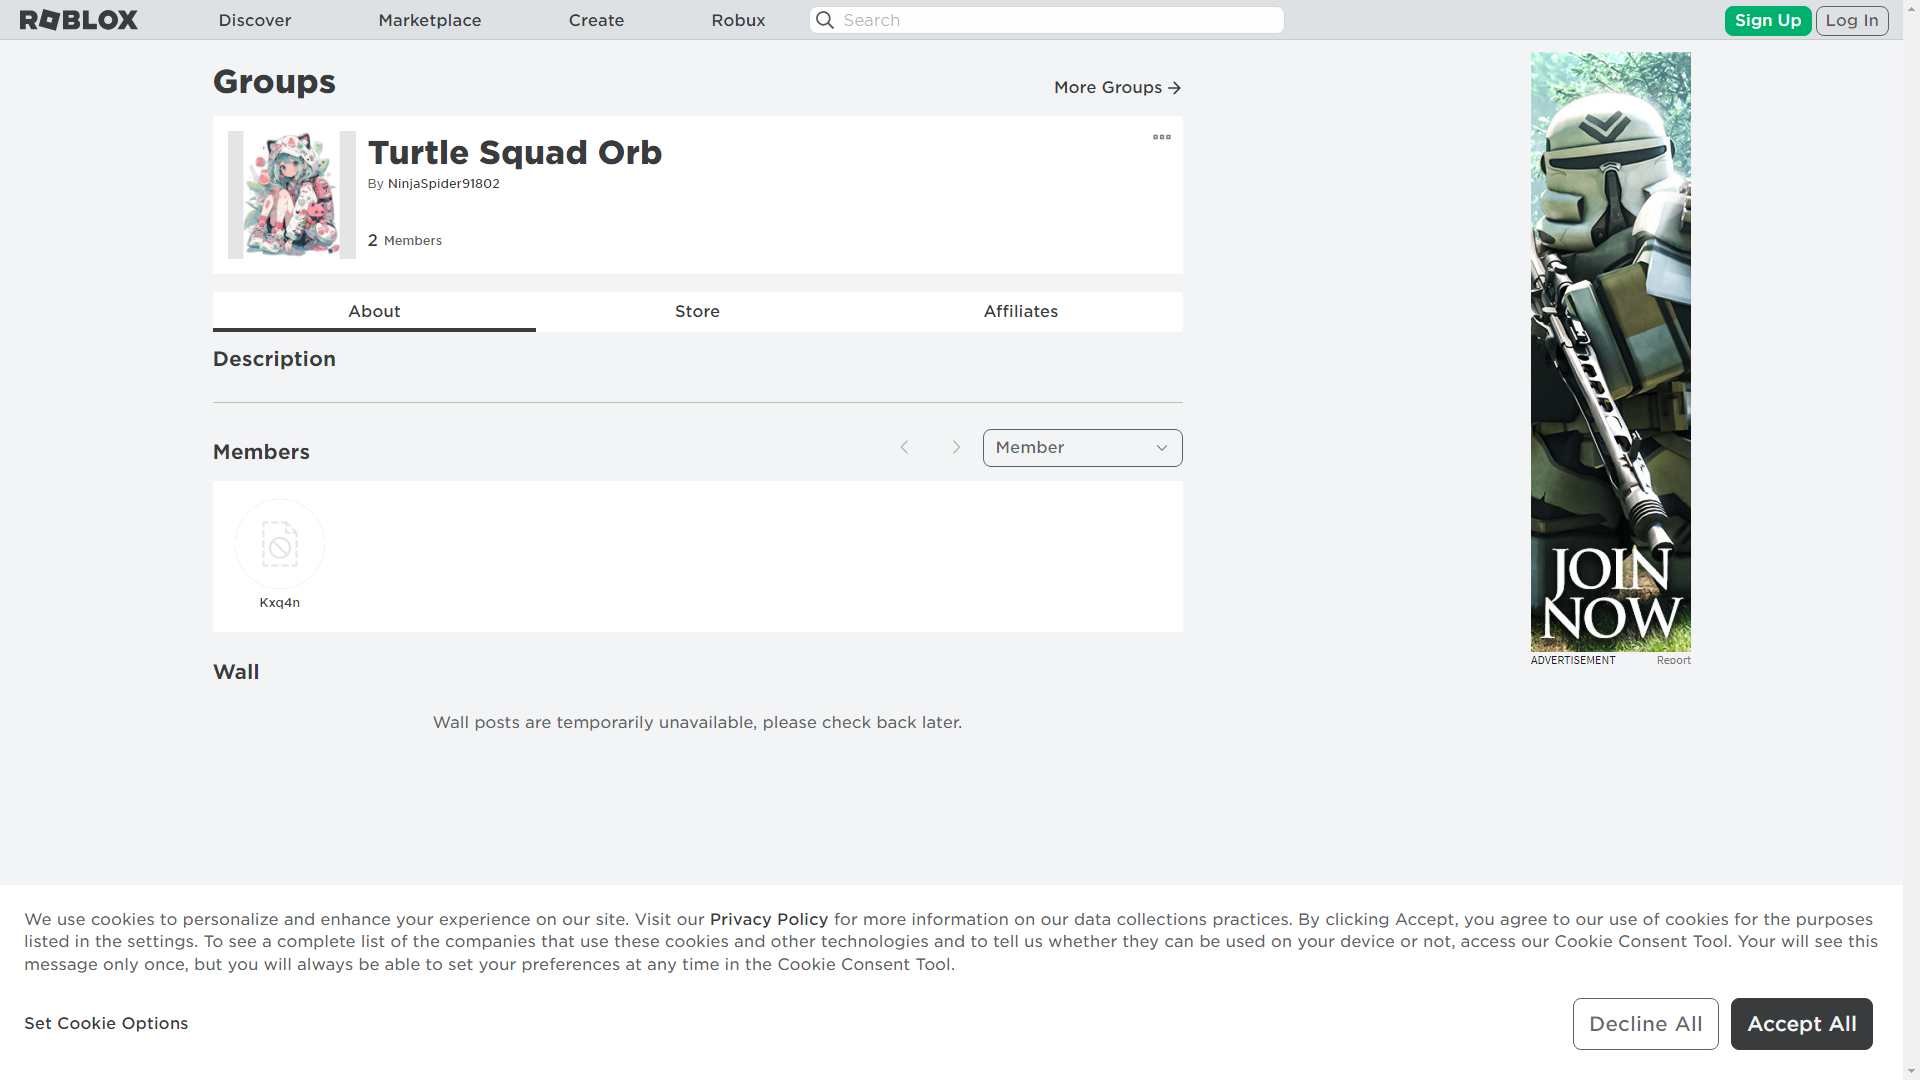 ROBLOX
Discover
Marketplace
Create
Robux
Search
Sign Up
Log In
Groups
More Groups
Turtle Squad Orb
By NinjaSpider91802
2 Members
About
Store
Affiliates
Description
Members
Member
Kxq4n
Wall
Wall posts are temporarily unavailable, please check back later.
JOIN
NOW
ADVERTISEMENT
Report
We use cookies to personalize and enhance your experience on our site. Visit our Privacy Policy for more information on our data collections practices. By clicking Accept, you agree to our use of cookies for the purposes
listed in the settings. To see a complete list of the companies that use these cookies and other technologies and to tell us whether they can be used on your device or not, access our Cookie Consent Tool. Your will see this
message only once, but you will always be able to set your preferences at any time in the Cookie Consent Tool.
Set Cookie Options
Decline All
Accept All